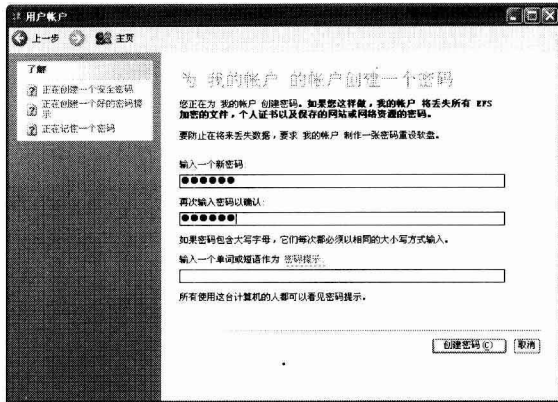 用户帐户
上一步
主页
了解
正在创建一个安全密码
正在创建一个好的密码提
示
正在记住一个密码
为 我的帐户 的帐户创建一个密码
您正在为 我的帐户 创建密码。如果您这样做，我的帐户 将丢失所有 EFS
加密的文件，个人证书以及保存的网站或网络资源的密码。
要防止在将来丢失数据，要求 我的帐户 制作一张密码重设软盘。
输入一个新密码:
●●●●●●
再次输入密码以确认:
●●●●●●
如果密码包含大写字母，它们每次都必须以相同的大小写方式输入。
输入一个单词或短语作为 密码提示:
所有使用这台计算机的人都可以看见密码提示。
创建密码(C)
取消